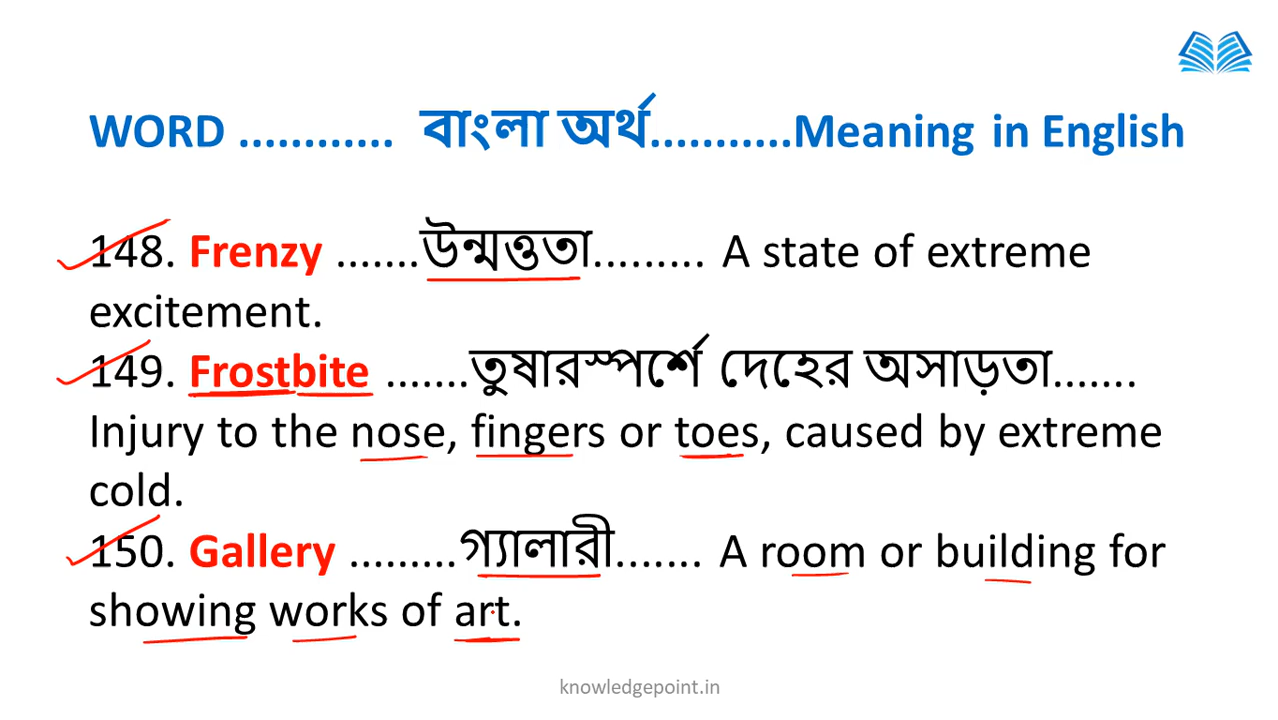 WORD ............ বাংলা অর্থ...........Meaning in English
148. Frenzy .......উন্মত্ততা......... A state of extreme
excitement.
149. Frostbite .......তুষারস্পর্শে দেহের অসাড়তা.......
Injury to the nose, fingers or toes, caused by extreme
cold.
150. Gallery .........গ্যালারী....... A room or building for
showing works of art.
knowledgepoint.in